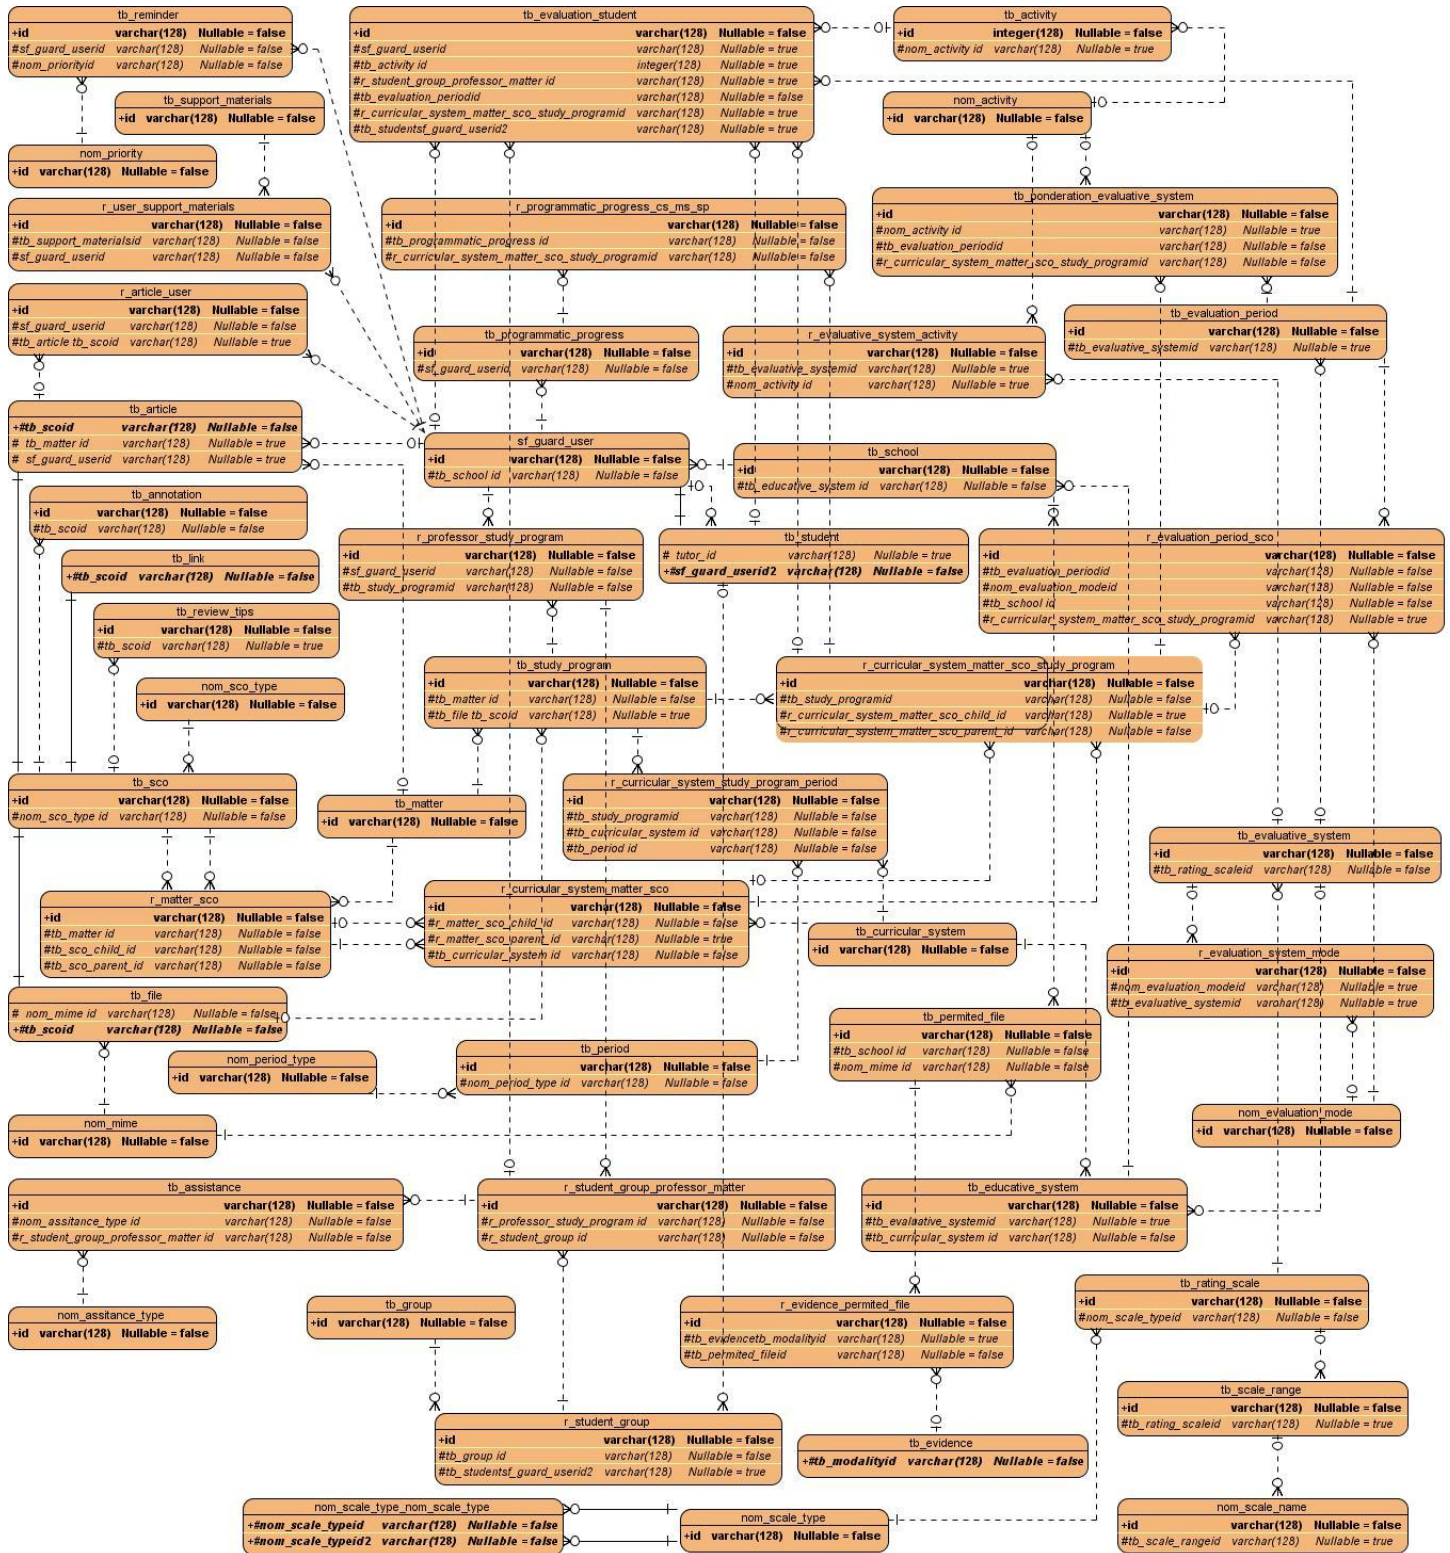 tb_reminder
+id varchar(128) Nullable = false
#sf_guard_userid varchar(128) Nullable = false
#nom_priorityid varchar(128) Nullable = false
tb_evaluation_student
+id varchar(128) Nullable = false
#sf_guard_userid varchar(128) Nullable = true
#tb_activity id integer(128) Nullable = true
#r_student_group_professor_matter id varchar(128) Nullable = true
#tb_evaluation_periodid varchar(128) Nullable = false
#r_curricular_system_matter_sco_study_programid varchar(128) Nullable = true
#tb_studentsf_guard_userid2 varchar(128) Nullable = true
tb_activity
+id integer(128) Nullable = false
#nom_activity id varchar(128) Nullable = true
tb_support_materials
+id varchar(128) Nullable = false
nom_activity
+id varchar(128) Nullable = false
nom_priority
+id varchar(128) Nullable = false
r_user_support_materials
+id varchar(128) Nullable = false
#tb_support_materialsid varchar(128) Nullable = false
#sf_guard_userid varchar(128) Nullable = false
r_programmatic_progress_cs_ms_sp
+id varchar(128) Nullable = false
#tb_programmatic_progress id varchar(128) Nullable = false
#r_curricular_system_matter_sco_study_programid varchar(128) Nullable = false
tb_ponderation_evaluative_system
+id varchar(128) Nullable = false
#nom_activity id varchar(128) Nullable = true
#tb_evaluation_periodid varchar(128) Nullable = false
#r_curricular_system_matter_sco_study_programid varchar(128) Nullable = false
r_article_user
+id varchar(128) Nullable = false
#sf_guard_userid varchar(128) Nullable = false
#tb_article tb_scoid varchar(128) Nullable = true
tb_programmatic_progress
+id varchar(128) Nullable = false
#sf_guard_userid varchar(128) Nullable = false
r_evaluative_system_activity
+id varchar(128) Nullable = false
#tb_evaluative_systemid varchar(128) Nullable = true
#nom_activity id varchar(128) Nullable = true
tb_evaluation_period
+id varchar(128) Nullable = false
#tb_evaluative_systemid varchar(128) Nullable = true
tb_article
+#tb_scoid varchar(128) Nullable = false
# tb_matter id varchar(128) Nullable = true
# sf_guard_userid varchar(128) Nullable = true
sf_guard_user
+id varchar(128) Nullable = false
#tb_school id varchar(128) Nullable = false
tb_school
+id varchar(128) Nullable = false
#tb_educative_system id varchar(128) Nullable = false
tb_annotation
+id varchar(128) Nullable = false
#tb_scoid varchar(128) Nullable = false
r_professor_study_program
+id varchar(128) Nullable = false
#sf_guard_userid varchar(128) Nullable = false
#tb_study_programid varchar(128) Nullable = false
tb_student
# tutor_id varchar(128) Nullable = true
+#sf_guard_userid2 varchar(128) Nullable = false
r_evaluation_period_sco
+id varchar(128) Nullable = false
#tb_evaluation_periodid varchar(128) Nullable = false
#nom_evaluation_modeid varchar(128) Nullable = false
#tb_school id varchar(128) Nullable = false
#r_curricular_system_matter_sco_study_programid varchar(128) Nullable = true
tb_link
+#tb_scoid varchar(128) Nullable = false
tb_review_tips
+id varchar(128) Nullable = false
#tb_scoid varchar(128) Nullable = true
tb_study_program
+id varchar(128) Nullable = false
#tb_matter id varchar(128) Nullable = false
#tb_file tb_scoid varchar(128) Nullable = true
r_curricular_system_matter_sco_study_program
+id varchar(128) Nullable = false
#tb_study_programid varchar(128) Nullable = false
#r_curricular_system_matter_sco_child_id varchar(128) Nullable = true
#r_curricular_system_matter_sco_parent_id varchar(128) Nullable = false
nom_sco_type
+id varchar(128) Nullable = false
tb_sco
+id varchar(128) Nullable = false
#nom_sco_type id varchar(128) Nullable = false
tb_matter
+id varchar(128) Nullable = false
r_curricular_system_study_program_period
+id varchar(128) Nullable = false
#tb_study_programid varchar(128) Nullable = false
#tb_curricular_system id varchar(128) Nullable = false
#tb_period id varchar(128) Nullable = false
tb_evaluative_system
+id varchar(128) Nullable = false
#tb_rating_scaleid varchar(128) Nullable = false
r_matter_sco
+id varchar(128) Nullable = false
#tb_matter id varchar(128) Nullable = false
#tb_sco_child_id varchar(128) Nullable = false
#tb_sco_parent_id varchar(128) Nullable = false
r_curricular_system_matter_sco
+id varchar(128) Nullable = false
#r_matter_sco_child_id varchar(128) Nullable = false
#r_matter_sco_parent_id varchar(128) Nullable = true
#tb_curricular_system id varchar(128) Nullable = false
tb_curricular_system
+id varchar(128) Nullable = false
r_evaluation_system_mode
+id varchar(128) Nullable = false
#nom_evaluation_modeid varchar(128) Nullable = true
#tb_evaluative_systemid varchar(128) Nullable = true
tb_file
# nom_mime id varchar(128) Nullable = false
+#tb_scoid varchar(128) Nullable = false
tb_permited_file
+id varchar(128) Nullable = false
#tb_school id varchar(128) Nullable = false
#nom_mime id varchar(128) Nullable = false
nom_period_type
+id varchar(128) Nullable = false
tb_period
+id varchar(128) Nullable = false
#nom_period_type id varchar(128) Nullable = false
nom_mime
+id varchar(128) Nullable = false
nom_evaluation_mode
+id varchar(128) Nullable = false
tb_assistance
+id varchar(128) Nullable = false
#nom_assitance_type id varchar(128) Nullable = false
#r_student_group_professor_matter id varchar(128) Nullable = false
r_student_group_professor_matter
+id varchar(128) Nullable = false
#r_professor_study_program id varchar(128) Nullable = false
#r_student_group id varchar(128) Nullable = false
tb_educative_system
+id varchar(128) Nullable = false
#tb_evaluative_systemid varchar(128) Nullable = true
#tb_curricular_system id varchar(128) Nullable = false
nom_assitance_type
+id varchar(128) Nullable = false
tb_group
+id varchar(128) Nullable = false
r_evidence_permited_file
+id varchar(128) Nullable = false
#tb_evidencetb_modalityid varchar(128) Nullable = true
#tb_permited_fileid varchar(128) Nullable = false
tb_rating_scale
+id varchar(128) Nullable = false
#nom_scale_typeid varchar(128) Nullable = false
tb_scale_range
+id varchar(128) Nullable = false
#tb_rating_scaleid varchar(128) Nullable = true
r_student_group
+id varchar(128) Nullable = false
#tb_group id varchar(128) Nullable = false
#tb_studentsf_guard_userid2 varchar(128) Nullable = true
tb_evidence
+#tb_modalityid varchar(128) Nullable = false
nom_scale_type_nom_scale_type
+#nom_scale_typeid varchar(128) Nullable = false
+#nom_scale_typeid2 varchar(128) Nullable = false
nom_scale_type
+id varchar(128) Nullable = false
nom_scale_name
+id varchar(128) Nullable = false
#tb_scale_rangeid varchar(128) Nullable = true